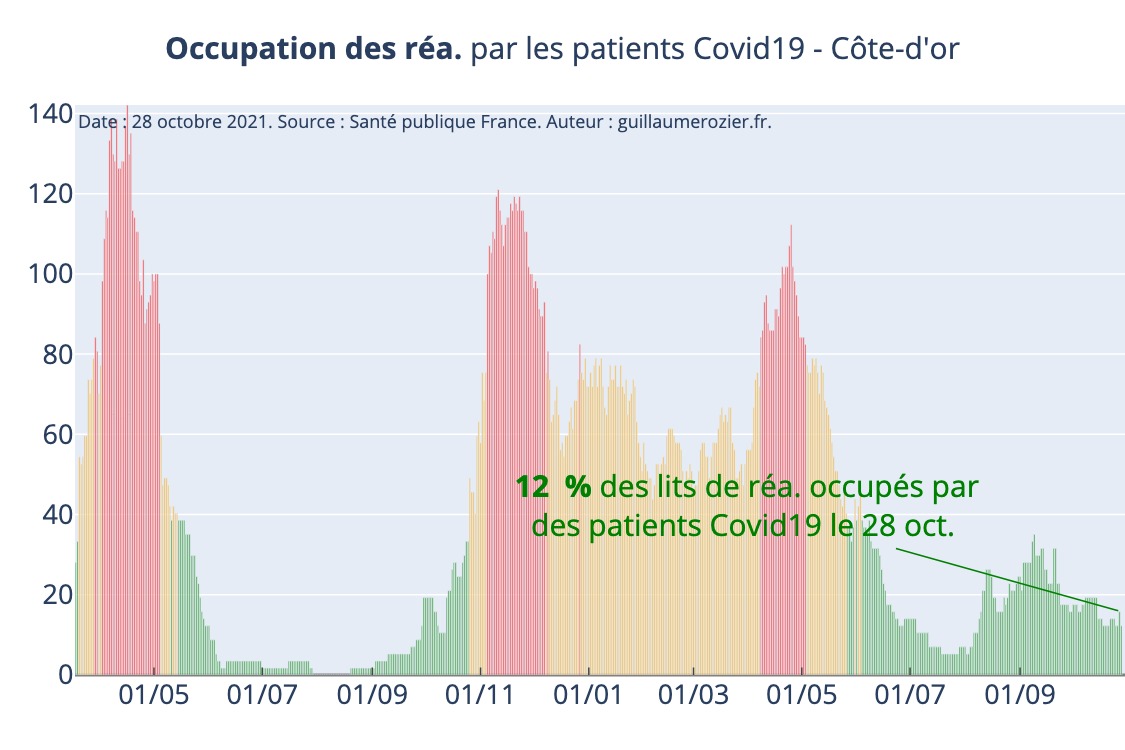 Occupation des réa. par les patients Covid19 - Côte-d'or
Date : 28 octobre 2021. Source : Santé publique France. Auteur : guillaumerozier.fr.
140
120
100
80
60
40
20
0
12  % des lits de réa. occupés par
des patients Covid19 le 28 oct.
01/05 01/07 01/09 01/11 01/01 01/03 01/05 01/07 01/09